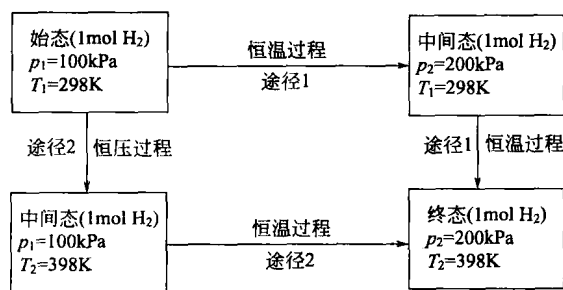 始态(1mol H₂)
p₁=100kPa
T₁=298K
恒温过程
途径1
中间态(1mol H₂)
p₂=200kPa
T₁=298K
途径2 恒压过程
途径1 恒温过程
中间态(1mol H₂)
p₁=100kPa
T₂=398K
恒温过程
途径2
终态(1mol H₂)
p₂=200kPa
T₂=398K